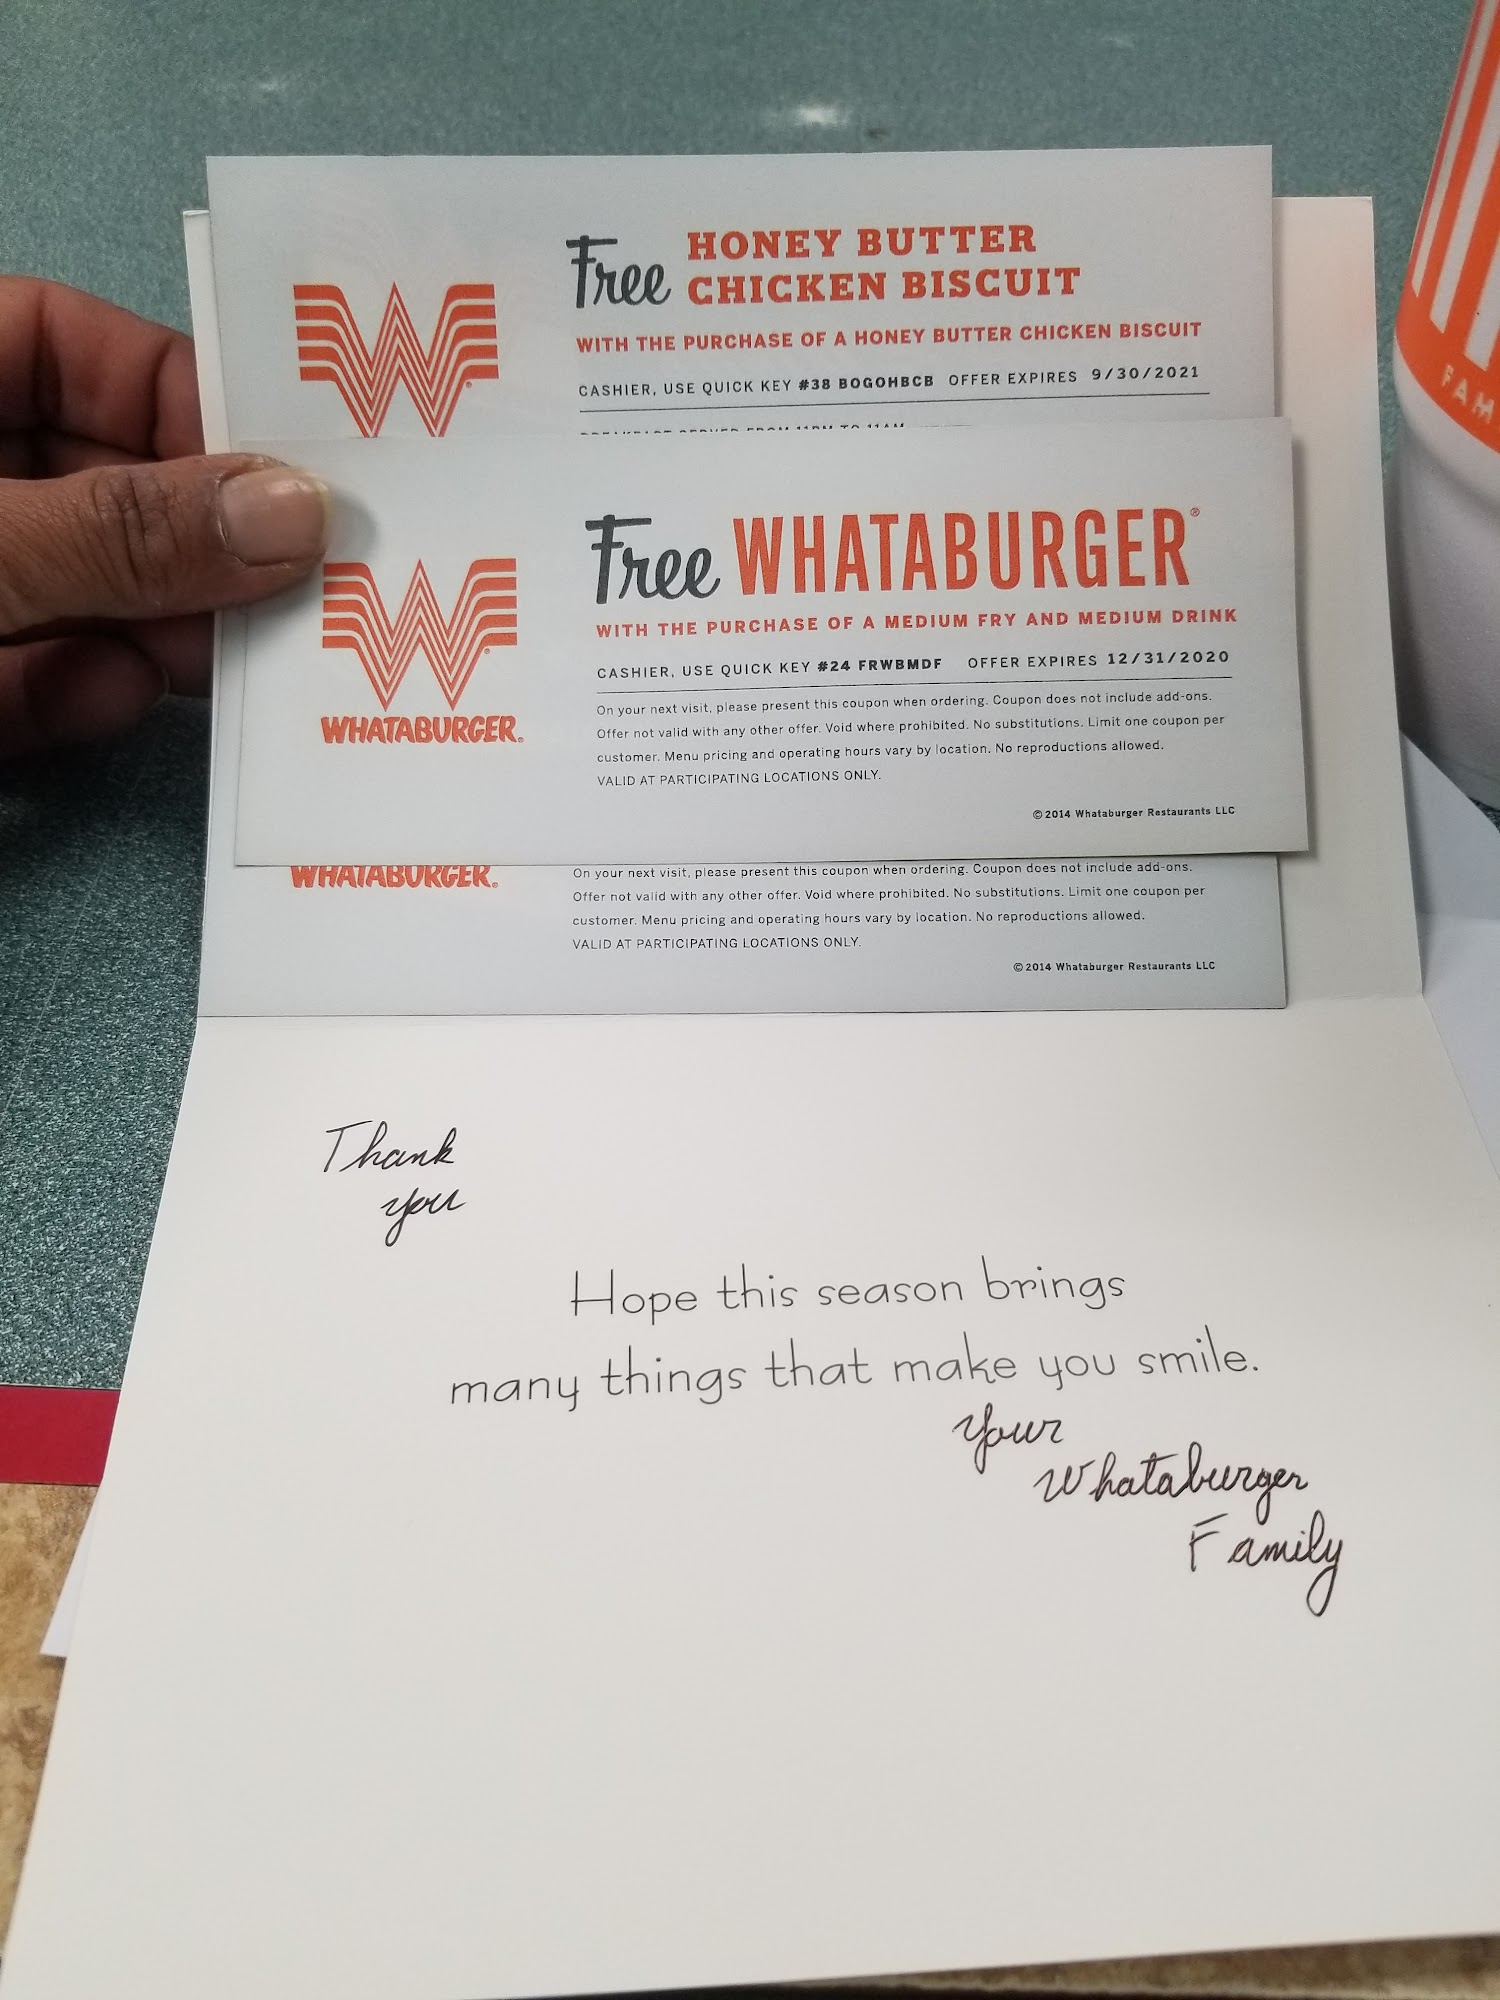 Free HONEY BUTTER
CHICKEN BISCUIT
WITH THE PURCHASE OF A HONEY BUTTER CHICKEN BISCUIT
CASHIER, USE QUICK KEY #38 BOGOHBCB OFFER EXPIRES 9/30/2021
BREAKFAST SERVED FROM 11PM TO 11AM
Free WHATABURGER®
WITH THE PURCHASE OF A MEDIUM FRY AND MEDIUM DRINK
CASHIER, USE QUICK KEY #24 FRWBMDF OFFER EXPIRES 12/31/2020
On your next visit, please present this coupon when ordering. Coupon does not include add-ons.
Offer not valid with any other offer. Void where prohibited. No substitutions. Limit one coupon per
customer. Menu pricing and operating hours vary by location. No reproductions allowed.
VALID AT PARTICIPATING LOCATIONS ONLY.
© 2014 Whataburger Restaurants LLC
W®
WHATABURGER®
WHATABURGER®
On your next visit, please present this coupon when ordering. Coupon does not include add-ons.
Offer not valid with any other offer. Void where prohibited. No substitutions. Limit one coupon per
customer. Menu pricing and operating hours vary by location. No reproductions allowed.
VALID AT PARTICIPATING LOCATIONS ONLY.
© 2014 Whataburger Restaurants LLC
Thank
you
Hope this season brings
many things that make you smile.
Your
Whataburger
Family
FAM